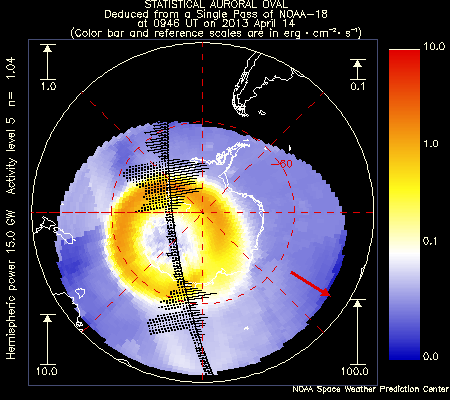 STATISTICAL AURORAL OVAL
Deduced from a Single Pass of NOAA-18
at 0946 UT on 2013 April 14
(Color bar and reference scales are in erg · cm⁻² · s⁻¹)
1.0
0.1
10.0
1.0
0.1
0.0
-60
10.0
100.0
Hemispheric power 15.0 GW Activity level 5 n= 1.04
NOAA Space Weather Prediction Center